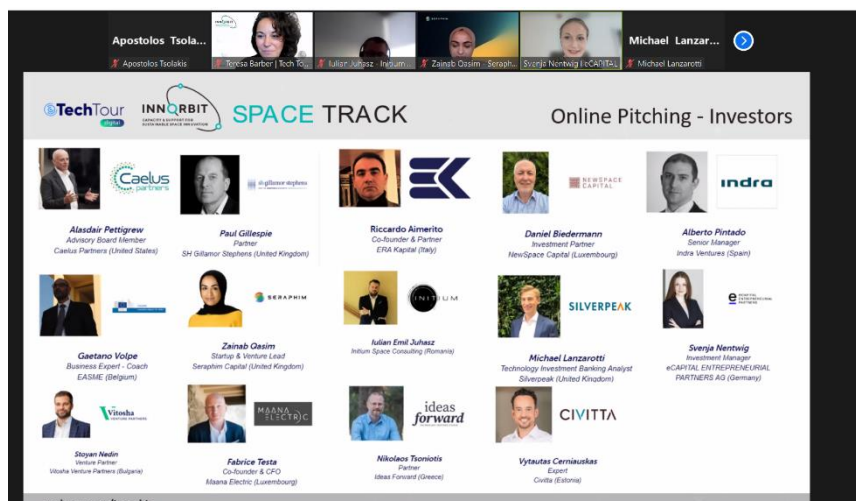 Apostolos Tsola...
Michael Lanzar...
Apostolos Tsolakis
Teresa Barber | Tech To...
Iulian Juhasz - Initium...
Zainab Qasim - Seraph...
Svenja Nentwig I eCAPITAL
Michael Lanzarotti
TechTour
digital
INNORBIT
CAPACITY & SUPPORT FOR
SUSTAINABLE SPACE INNOVATION
SPACE TRACK
Online Pitching - Investors
Caelus
partners
sh gillamor stephens
EK
NEWSPACE
CAPITAL
indra
Alasdair Pettigrew
Advisory Board Member
Caelus Partners (United States)
Paul Gillespie
Partner
SH Gillamor Stephens (United Kingdom)
Riccardo Aimerito
Co-founder & Partner
ERA Kapital (Italy)
Daniel Biedermann
Investment Partner
NewSpace Capital (Luxembourg)
Alberto Pintado
Senior Manager
Indra Ventures (Spain)
SERAPHIM
INITIUM
SILVERPEAK
Gaetano Volpe
Business Expert - Coach
EASME (Belgium)
Zainab Qasim
Startup & Venture Lead
Seraphim Capital (United Kingdom)
Iulian Emil Juhasz
Initium Space Consulting (Romania)
Michael Lanzarotti
Technology Investment Banking Analyst
Silverpeak (United Kingdom)
Svenja Nentwig
Investment Manager
eCAPITAL ENTREPRENEURIAL
PARTNERS AG (Germany)
Vitosha
VENTURE PARTNERS
MAANA
ELECTRIC
ideas
forward
CIVITTA
Stoyan Nedin
Venture Partner
Vitosha Venture Partners (Bulgaria)
Fabrice Testa
Co-founder & CFO
Maana Electric (Luxembourg)
Nikolaos Tsoniotis
Partner
Ideas Forward (Greece)
Vytautas Cerniauskas
Expert
Civitta (Estonia)